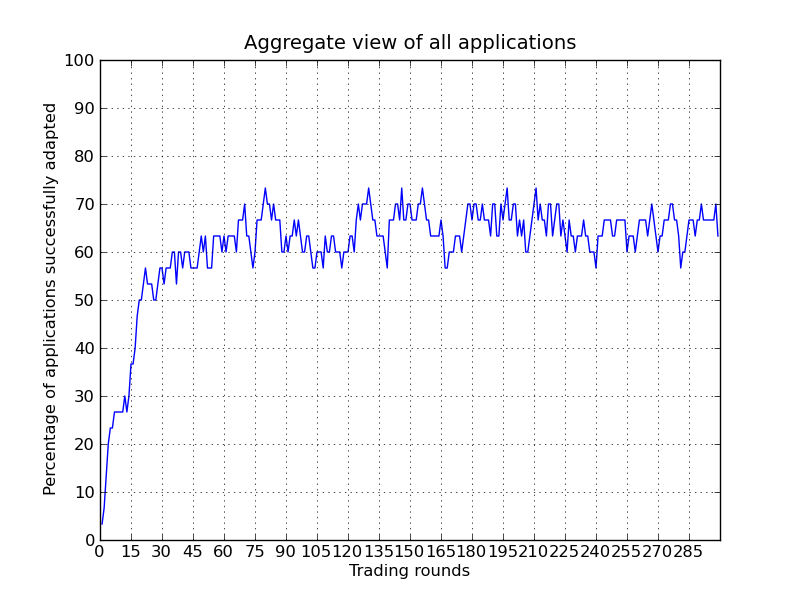 Aggregate view of all applications
100
90
80
70
60
50
40
30
20
10
0
Percentage of applications successfully adapted
0 15 30 45 60 75 90 105 120 135 150 165 180 195 210 225 240 255 270 285
Trading rounds